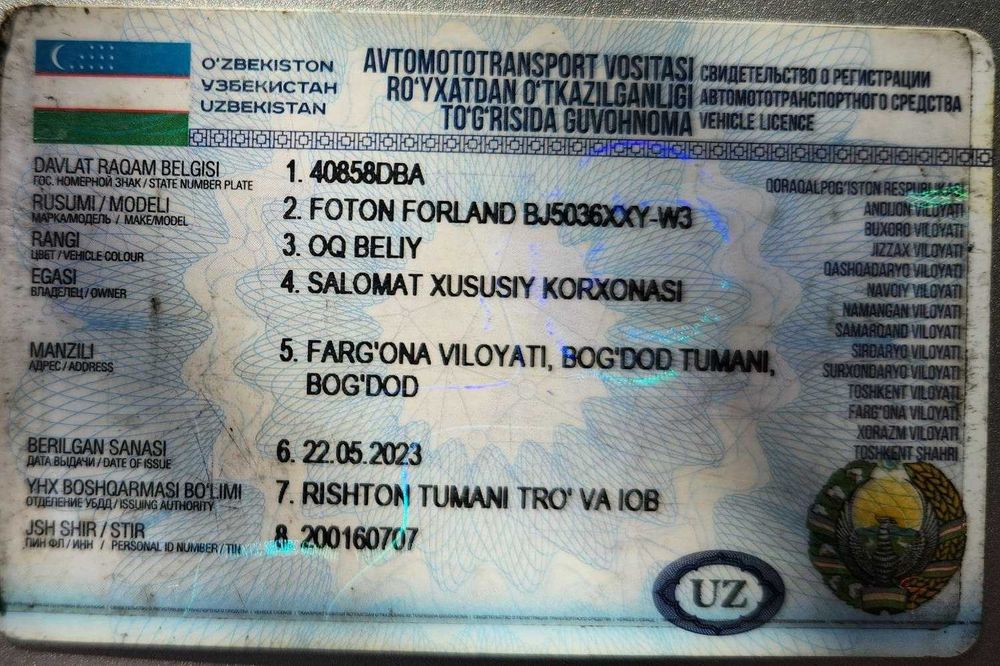 O'ZBEKISTON
УЗБЕКИСТАН
UZBEKISTAN
AVTOMOTOTRANSPORT VOSITASI
RO'YXATDAN O'TKAZILGANLIGI
TO'G'RISIDA GUVOHNOMA
СВИДЕТЕЛЬСТВО О РЕГИСТРАЦИИ
АВТОМОТОТРАНСПОРТНОГО СРЕДСТВА
VEHICLE LICENCE
DAVLAT RAQAM BELGISI
ГОС. НОМЕРНОЙ ЗНАК / STATE NUMBER PLATE
1. 40858DBA
RUSUMI / MODELI
МАРКА/МОДЕЛЬ / MAKE/MODEL
2. FOTON FORLAND BJ5036XXY-W3
RANGI
ЦВЕТ / VEHICLE COLOUR
3. OQ BELIY
EGASI
ВЛАДЕЛЕЦ / OWNER
4. SALOMAT XUSUSIY KORXONASI
MANZILI
АДРЕС / ADDRESS
5. FARG'ONA VILOYATI, BOG'DOD TUMANI,
BOG'DOD
BERILGAN SANASI
ДАТА ВЫДАЧИ / DATE OF ISSUE
6. 22.05.2023
YHX BOSHQARMASI BO'LIMI
ОТДЕЛЕНИЕ УБДД / ISSUING AUTHORITY
7. RISHTON TUMANI TRO' VA IOB
JSH SHIR / STIR
ПИН ФЛ / ИНН / PERSONAL ID NUMBER / TIN
8. 200160707
QORAQALPOG'ISTON RESPUBLIKASI
ANDIJON VILOYATI
BUXORO VILOYATI
JIZZAX VILOYATI
QASHQADARYO VILOYATI
NAVOIY VILOYATI
NAMANGAN VILOYATI
SAMARQAND VILOYATI
SIRDARYO VILOYATI
SURXONDARYO VILOYATI
TOSHKENT VILOYATI
FARG'ONA VILOYATI
XORAZM VILOYATI
TOSHKENT SHAHRI
UZ